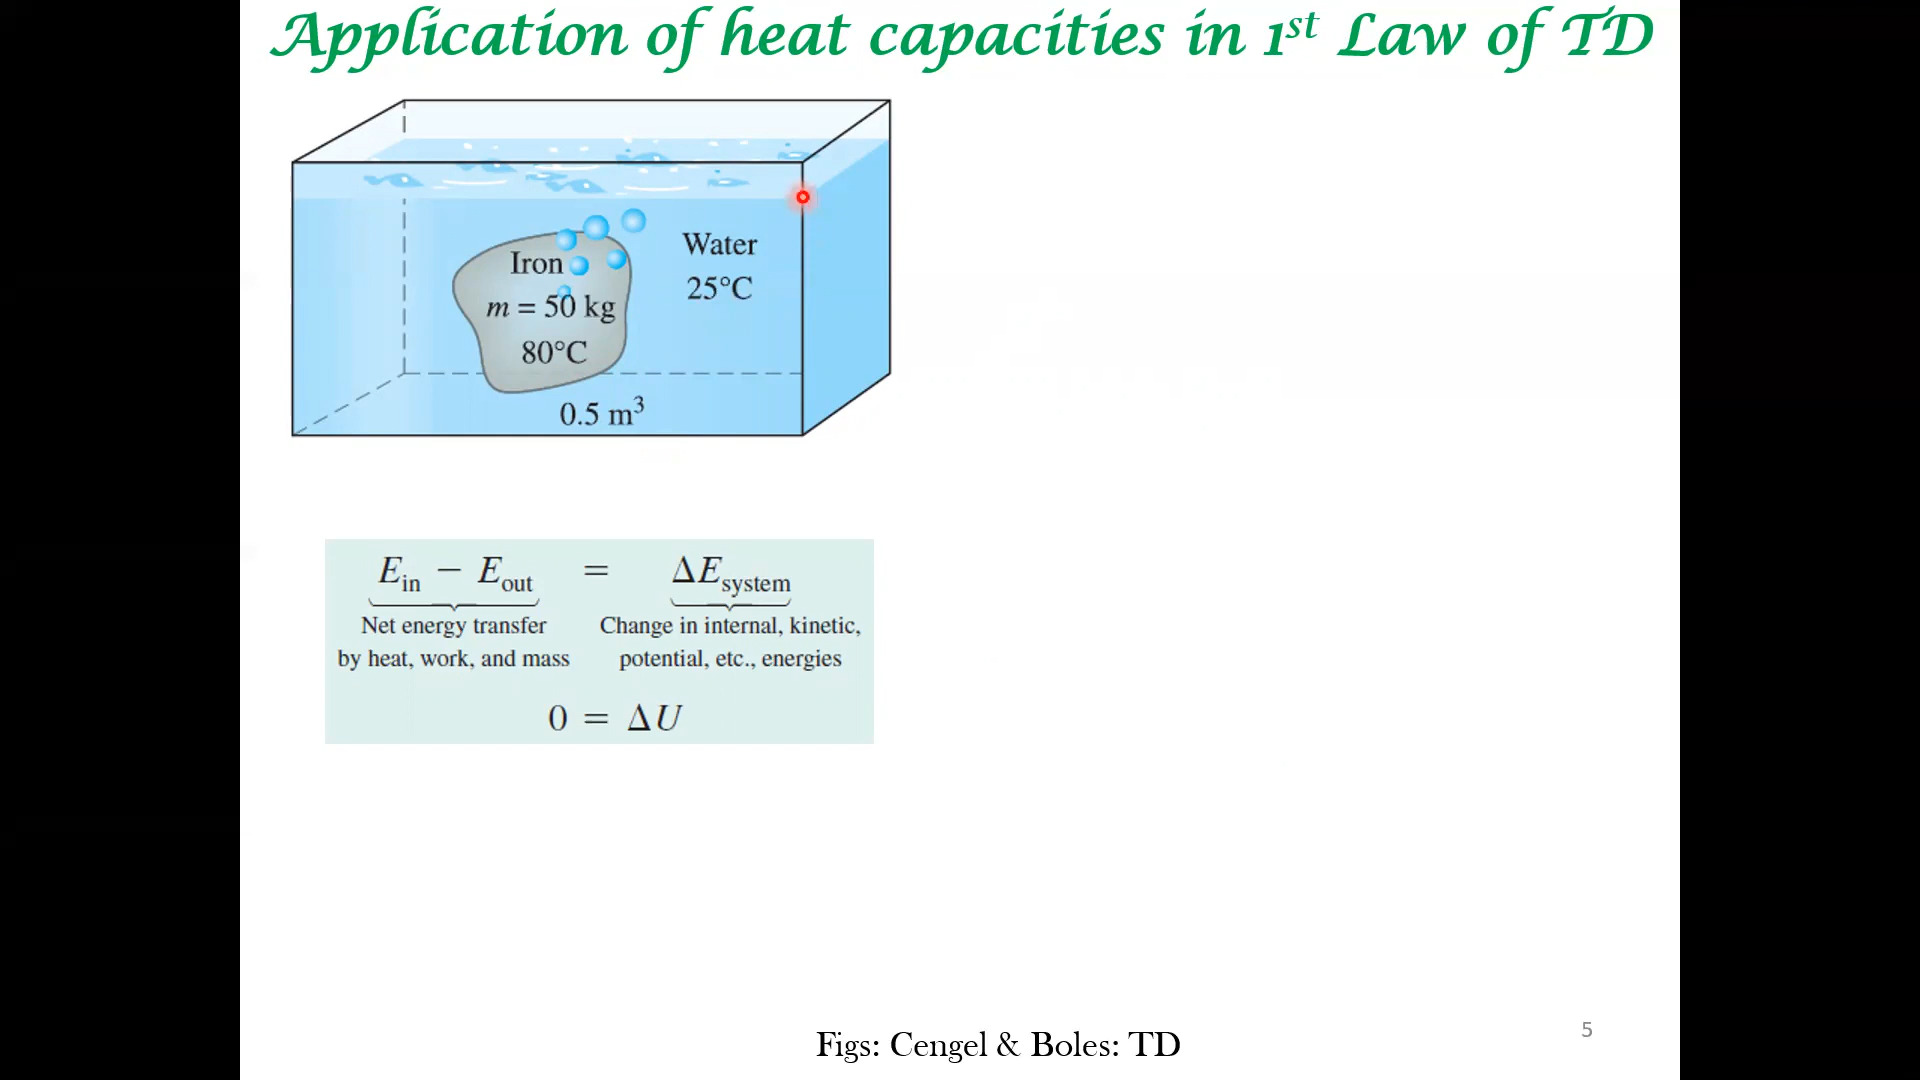 Application of heat capacities in 1st Law of TD
Iron
m = 50 kg
80°C
Water
25°C
0.5 m³
E_in − E_out = ΔE_system
Net energy transfer
by heat, work, and mass
Change in internal, kinetic,
potential, etc., energies
0 = ΔU
Figs: Cengel & Boles: TD
5